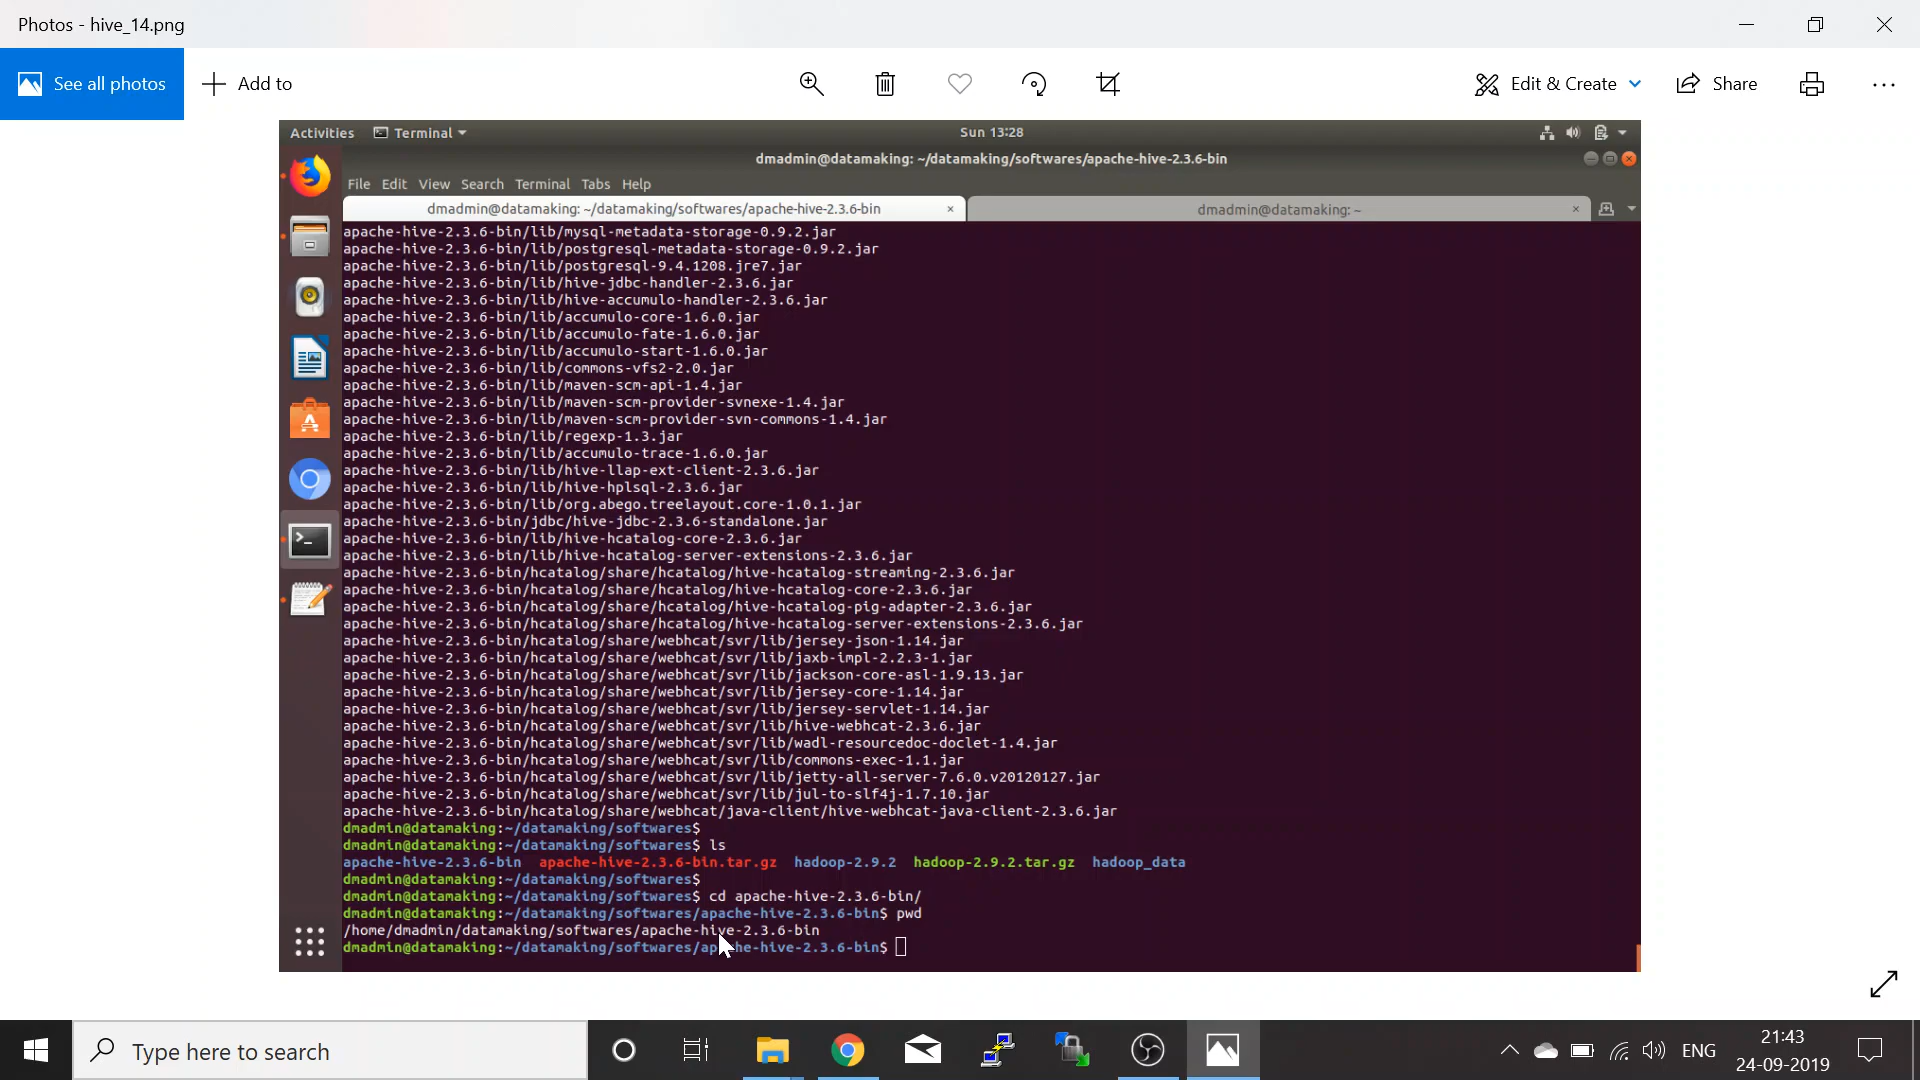 Photos - hive_14.png
See all photos
Add to
Edit & Create
Share
Activities
Terminal
Sun 13:28
dmadmin@datamaking: ~/datamaking/softwares/apache-hive-2.3.6-bin
File Edit View Search Terminal Tabs Help
dmadmin@datamaking: ~/datamaking/softwares/apache-hive-2.3.6-bin ×
dmadmin@datamaking: ~ ×
apache-hive-2.3.6-bin/lib/mysql-metadata-storage-0.9.2.jar
apache-hive-2.3.6-bin/lib/postgresql-metadata-storage-0.9.2.jar
apache-hive-2.3.6-bin/lib/postgresql-9.4.1208.jre7.jar
apache-hive-2.3.6-bin/lib/hive-jdbc-handler-2.3.6.jar
apache-hive-2.3.6-bin/lib/hive-accumulo-handler-2.3.6.jar
apache-hive-2.3.6-bin/lib/accumulo-core-1.6.0.jar
apache-hive-2.3.6-bin/lib/accumulo-fate-1.6.0.jar
apache-hive-2.3.6-bin/lib/accumulo-start-1.6.0.jar
apache-hive-2.3.6-bin/lib/commons-vfs2-2.0.jar
apache-hive-2.3.6-bin/lib/maven-scm-api-1.4.jar
apache-hive-2.3.6-bin/lib/maven-scm-provider-svnexe-1.4.jar
apache-hive-2.3.6-bin/lib/maven-scm-provider-svn-commons-1.4.jar
apache-hive-2.3.6-bin/lib/regexp-1.3.jar
apache-hive-2.3.6-bin/lib/accumulo-trace-1.6.0.jar
apache-hive-2.3.6-bin/lib/hive-llap-ext-client-2.3.6.jar
apache-hive-2.3.6-bin/lib/hive-hplsql-2.3.6.jar
apache-hive-2.3.6-bin/lib/org.abego.treelayout.core-1.0.1.jar
apache-hive-2.3.6-bin/jdbc/hive-jdbc-2.3.6-standalone.jar
apache-hive-2.3.6-bin/lib/hive-hcatalog-core-2.3.6.jar
apache-hive-2.3.6-bin/lib/hive-hcatalog-server-extensions-2.3.6.jar
apache-hive-2.3.6-bin/hcatalog/share/hcatalog/hive-hcatalog-streaming-2.3.6.jar
apache-hive-2.3.6-bin/hcatalog/share/hcatalog/hive-hcatalog-core-2.3.6.jar
apache-hive-2.3.6-bin/hcatalog/share/hcatalog/hive-hcatalog-pig-adapter-2.3.6.jar
apache-hive-2.3.6-bin/hcatalog/share/hcatalog/hive-hcatalog-server-extensions-2.3.6.jar
apache-hive-2.3.6-bin/hcatalog/share/webhcat/svr/lib/jersey-json-1.14.jar
apache-hive-2.3.6-bin/hcatalog/share/webhcat/svr/lib/jaxb-impl-2.2.3-1.jar
apache-hive-2.3.6-bin/hcatalog/share/webhcat/svr/lib/jackson-core-asl-1.9.13.jar
apache-hive-2.3.6-bin/hcatalog/share/webhcat/svr/lib/jersey-core-1.14.jar
apache-hive-2.3.6-bin/hcatalog/share/webhcat/svr/lib/jersey-servlet-1.14.jar
apache-hive-2.3.6-bin/hcatalog/share/webhcat/svr/lib/hive-webhcat-2.3.6.jar
apache-hive-2.3.6-bin/hcatalog/share/webhcat/svr/lib/wadl-resourcedoc-doclet-1.4.jar
apache-hive-2.3.6-bin/hcatalog/share/webhcat/svr/lib/commons-exec-1.1.jar
apache-hive-2.3.6-bin/hcatalog/share/webhcat/svr/lib/jetty-all-server-7.6.0.v20120127.jar
apache-hive-2.3.6-bin/hcatalog/share/webhcat/svr/lib/jul-to-slf4j-1.7.10.jar
apache-hive-2.3.6-bin/hcatalog/share/webhcat/java-client/hive-webhcat-java-client-2.3.6.jar
dmadmin@datamaking:~/datamaking/softwares$
dmadmin@datamaking:~/datamaking/softwares$ ls
apache-hive-2.3.6-bin apache-hive-2.3.6-bin.tar.gz hadoop-2.9.2 hadoop-2.9.2.tar.gz hadoop_data
dmadmin@datamaking:~/datamaking/softwares$
dmadmin@datamaking:~/datamaking/softwares$ cd apache-hive-2.3.6-bin/
dmadmin@datamaking:~/datamaking/softwares/apache-hive-2.3.6-bin$ pwd
/home/dmadmin/datamaking/softwares/apache-hive-2.3.6-bin
dmadmin@datamaking:~/datamaking/softwares/apache-hive-2.3.6-bin$
Type here to search
ENG
21:43
24-09-2019